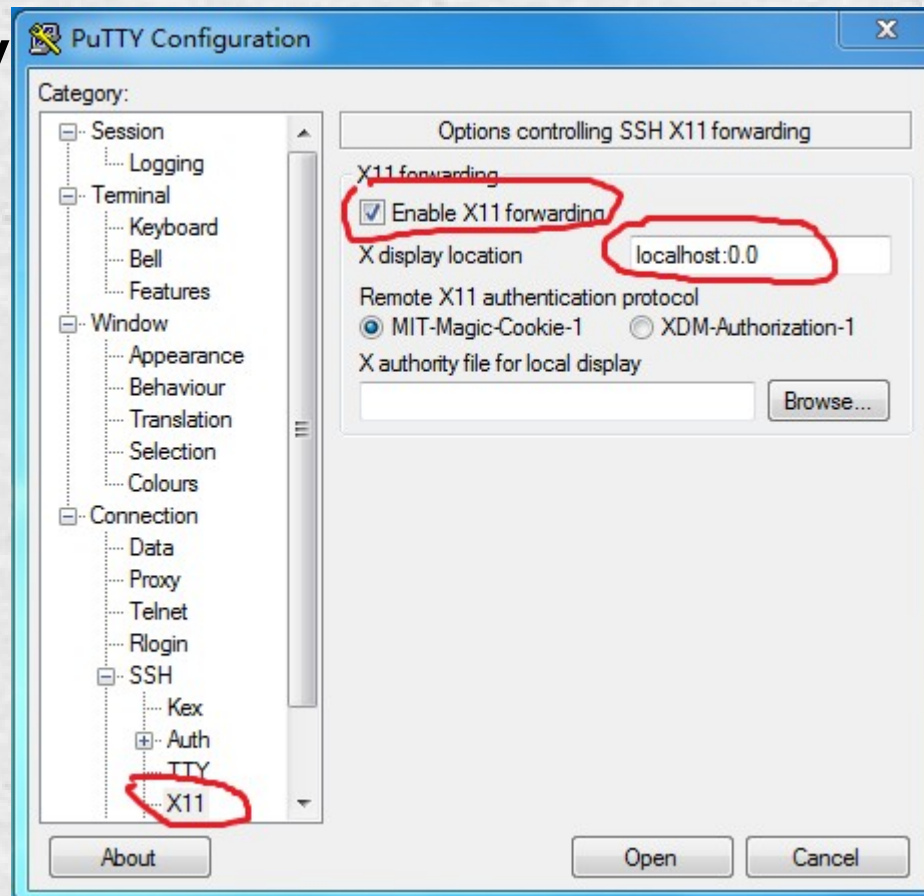 y
PuTTY Configuration
Category:
Session
Logging
Terminal
Keyboard
Bell
Features
Window
Appearance
Behaviour
Translation
Selection
Colours
Connection
Data
Proxy
Telnet
Rlogin
SSH
Kex
Auth
TTY
X11
Options controlling SSH X11 forwarding
X11 forwarding
Enable X11 forwarding
X display location localhost:0.0
Remote X11 authentication protocol
MIT-Magic-Cookie-1 XDM-Authorization-1
X authority file for local display
Browse...
About Open Cancel